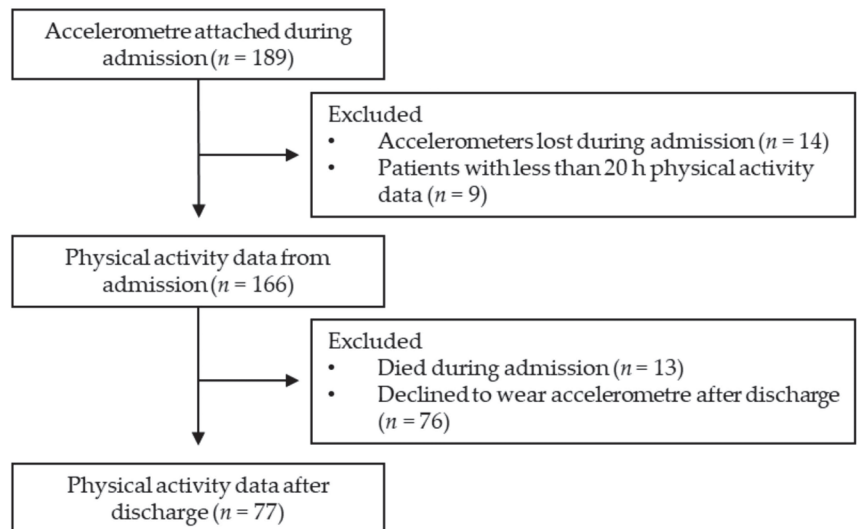 Accelerometre attached during
admission (n = 189)
Excluded
• Accelerometers lost during admission (n = 14)
• Patients with less than 20 h physical activity
data (n = 9)
Physical activity data from
admission (n = 166)
Excluded
• Died during admission (n = 13)
• Declined to wear accelerometre after discharge
(n = 76)
Physical activity data after
discharge (n = 77)